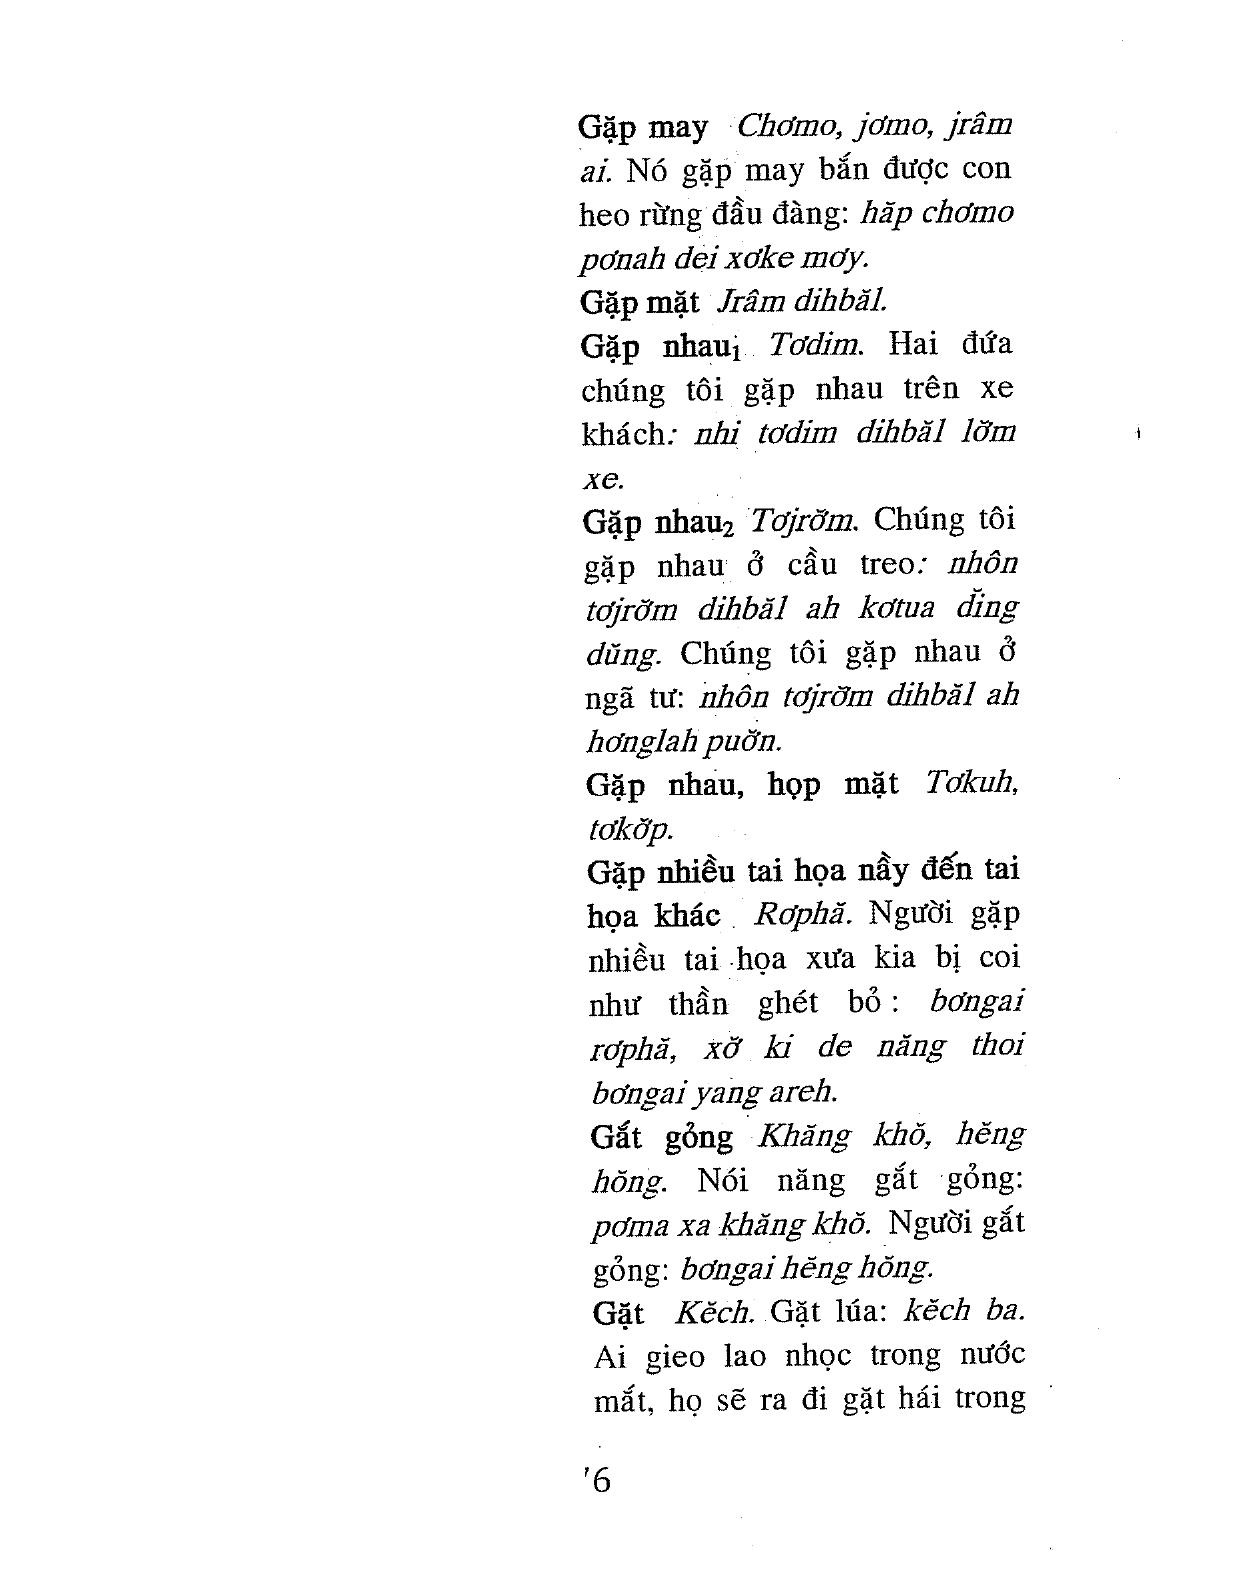 Gặp may Chơmo, jơmo, jrâm
ai. Nó gặp may bắn được con
heo rừng đầu đàng: hăp chơmo
pơnah dei xơke mơy.
Gặp mặt Jrâm dihbăl.
Gặp nhau₁ Tơdim. Hai đứa
chúng tôi gặp nhau trên xe
khách: nhi tơdim dihbăl lơ̆m
xe.
Gặp nhau₂ Tơjrơ̆m. Chúng tôi
gặp nhau ở cầu treo: nhôn
tơjrơ̆m dihbăl ah kơtua dĭng
dŭng. Chúng tôi gặp nhau ở
ngã tư: nhôn tơjrơ̆m dihbăl ah
hơnglah puơ̆n.
Gặp nhau, họp mặt Tơkuh,
tơkơ̆p.
Gặp nhiều tai họa nầy đến tai
họa khác Rơphă. Người gặp
nhiều tai họa xưa kia bị coi
như thần ghét bỏ : bơngai
rơphă, xơ̆ ki de năng thoi
bơngai yang areh.
Gắt gỏng Khăng khŏ, hĕng
hŏng. Nói năng gắt gỏng:
pơma xa khăng khŏ. Người gắt
gỏng: bơngai hĕng hŏng.
Gặt Kĕch. Gặt lúa: kĕch ba.
Ai gieo lao nhọc trong nước
mắt, họ sẽ ra đi gặt hái trong
6